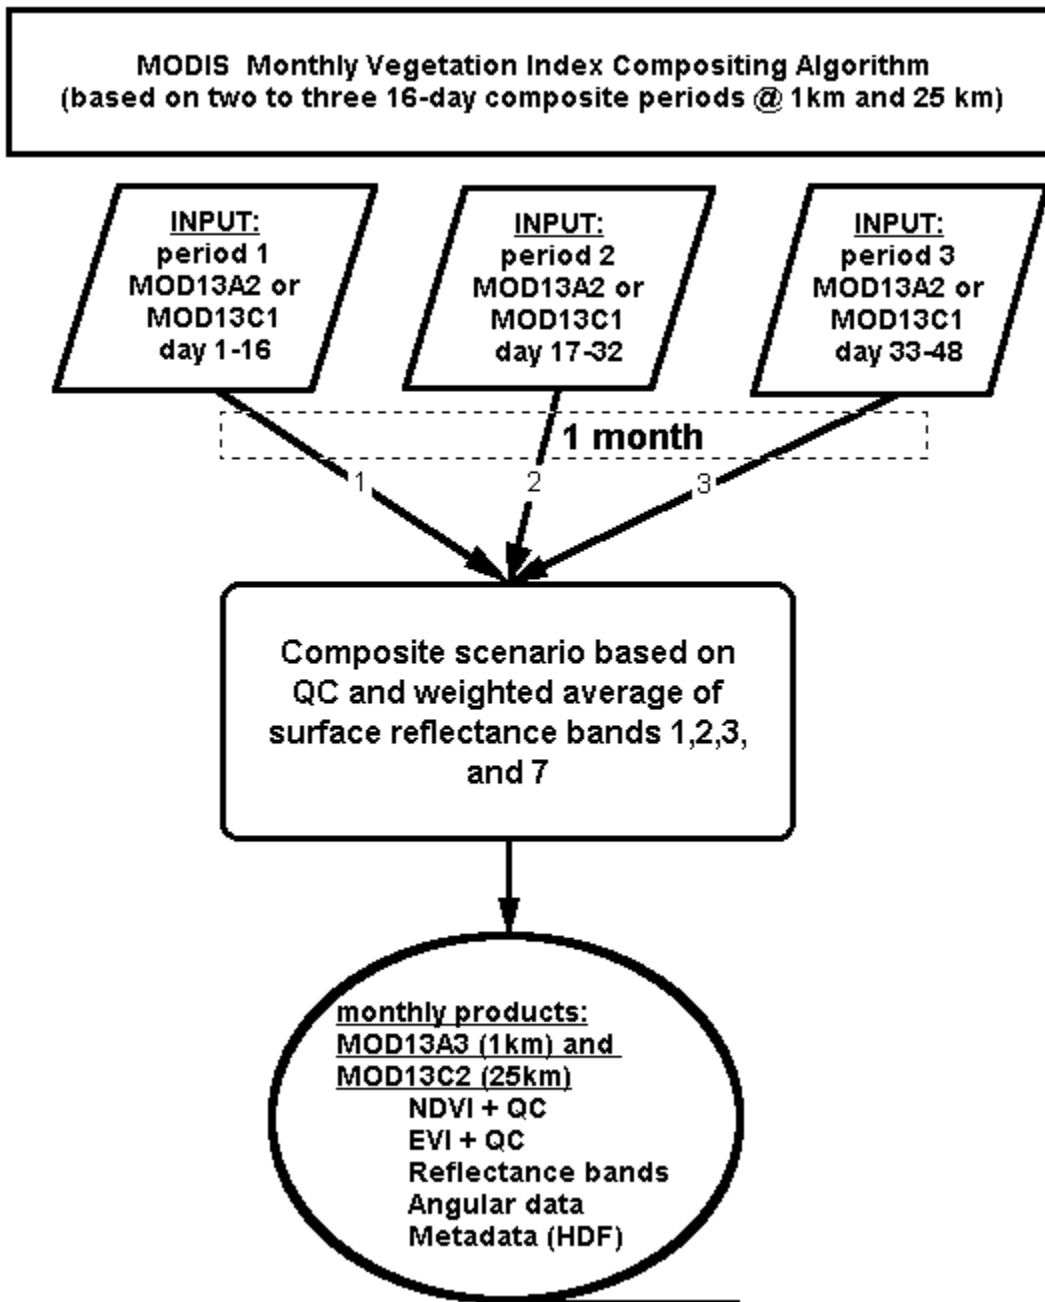 MODIS Monthly Vegetation Index Compositing Algorithm
(based on two to three 16-day composite periods @ 1km and 25 km)
INPUT:
period 1
MOD13A2 or
MOD13C1
day 1-16
INPUT:
period 2
MOD13A2 or
MOD13C1
day 17-32
INPUT:
period 3
MOD13A2 or
MOD13C1
day 33-48
1 month
1
2
3
Composite scenario based on
QC and weighted average of
surface reflectance bands 1,2,3,
and 7
monthly products:
MOD13A3 (1km) and
MOD13C2 (25km)
NDVI + QC
EVI + QC
Reflectance bands
Angular data
Metadata (HDF)